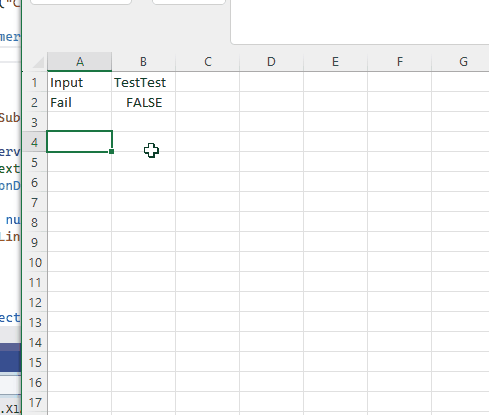 ("C
mer
A B C D E F G
1 Input TestTest
2 Fail FALSE
3
Sub
4
erv
5
ext
6
onD
7
nu
8
Lin
9
10
11
12
ect
13
14
15
16
.Xl
17